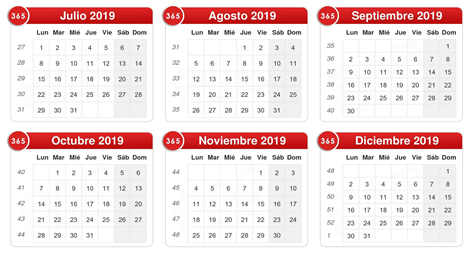 365 Julio 2019
Lun Mar Mié Jue Vie Sáb Dom
27 1 2 3 4 5 6 7
28 8 9 10 11 12 13 14
29 15 16 17 18 19 20 21
30 22 23 24 25 26 27 28
31 29 30 31
365 Agosto 2019
Lun Mar Mié Jue Vie Sáb Dom
31 1 2 3 4
32 5 6 7 8 9 10 11
33 12 13 14 15 16 17 18
34 19 20 21 22 23 24 25
35 26 27 28 29 30 31
365 Septiembre 2019
Lun Mar Mié Jue Vie Sáb Dom
35 1
36 2 3 4 5 6 7 8
37 9 10 11 12 13 14 15
38 16 17 18 19 20 21 22
39 23 24 25 26 27 28 29
40 30
365 Octubre 2019
Lun Mar Mié Jue Vie Sáb Dom
40 1 2 3 4 5 6
41 7 8 9 10 11 12 13
42 14 15 16 17 18 19 20
43 21 22 23 24 25 26 27
44 28 29 30 31
365 Noviembre 2019
Lun Mar Mié Jue Vie Sáb Dom
44 1 2 3
45 4 5 6 7 8 9 10
46 11 12 13 14 15 16 17
47 18 19 20 21 22 23 24
48 25 26 27 28 29 30
365 Diciembre 2019
Lun Mar Mié Jue Vie Sáb Dom
48 1
49 2 3 4 5 6 7 8
50 9 10 11 12 13 14 15
51 16 17 18 19 20 21 22
52 23 24 25 26 27 28 29
1 30 31